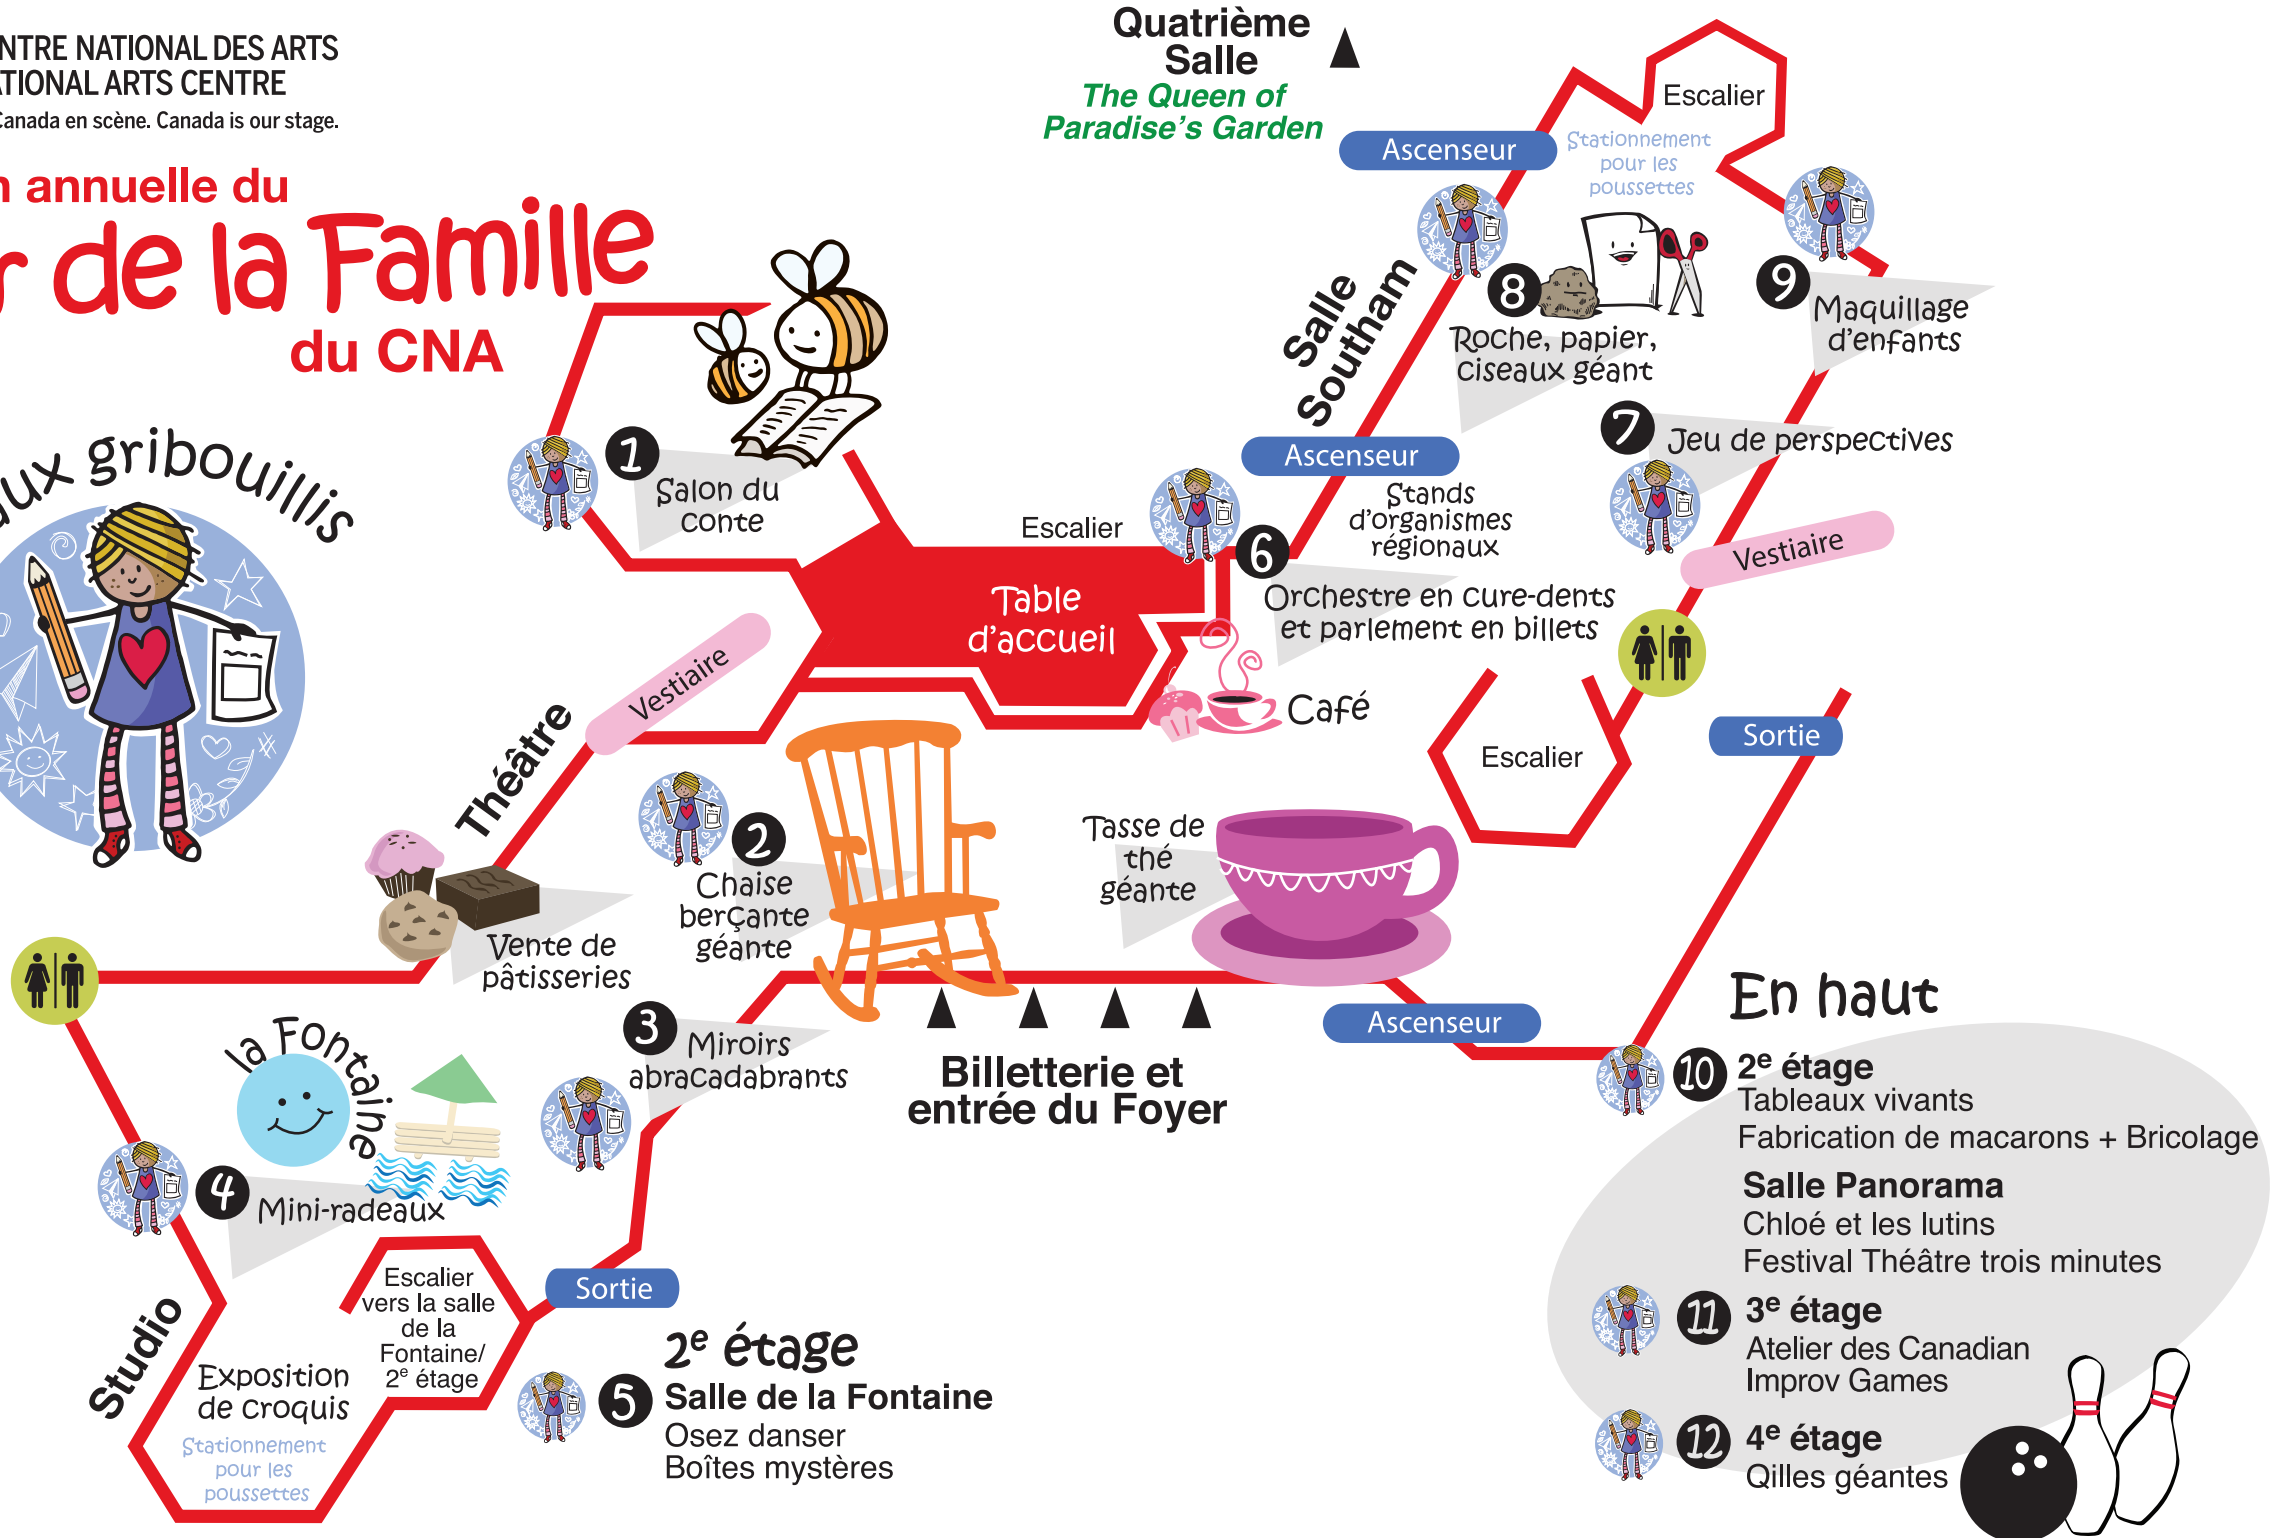 NTRE NATIONAL DES ARTS
TIONAL ARTS CENTRE
Canada en scène. Canada is our stage.
annuelle du
de la Famille
du CNA
gribouillis
Quatrième
Salle
The Queen of
Paradise's Garden
Ascenseur
Escalier
Stationnement
pour les
poussettes
Salle
Southam
8
Roche, papier,
ciseaux géant
9
Maquillage
d'enfants
7
Jeu de perspectives
1
Salon du
conte
Escalier
Ascenseur
Stands
d'organismes
régionaux
6
Orchestre en cure-dents
et parlement en billets
Vestiaire
Table
d'accueil
Vestiaire
Café
Théâtre
Escalier
Sortie
2
Chaise
berçante
géante
Tasse de
thé
géante
Vente de
pâtisseries
3
Miroirs
abracadabrants
Billetterie et
entrée du Foyer
Ascenseur
la Fontaine
4
Mini-radeaux
Studio
Escalier
vers la salle
de la
Fontaine/
2e étage
Sortie
Exposition
de croquis
Stationnement
pour les
poussettes
2e étage
5 Salle de la Fontaine
Osez danser
Boîtes mystères
En haut
10 2e étage
Tableaux vivants
Fabrication de macarons + Bricolage
Salle Panorama
Chloé et les lutins
Festival Théâtre trois minutes
11 3e étage
Atelier des Canadian
Improv Games
12 4e étage
Qilles géantes